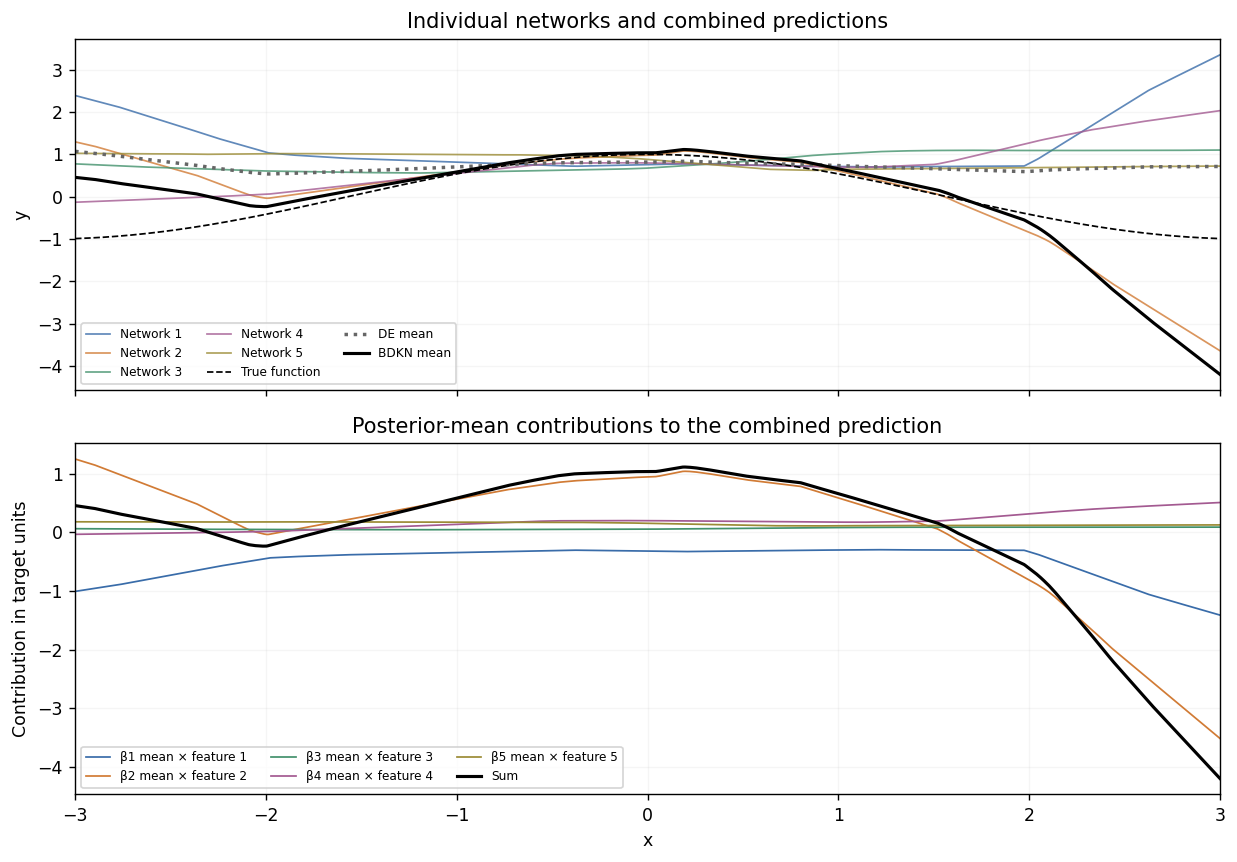 Individual networks and combined predictions
3
2
1
0
−1
−2
−3
−4
y
Network 1 Network 4 DE mean
Network 2 Network 5 BDKN mean
Network 3 True function
Posterior-mean contributions to the combined prediction
1
0
−1
−2
−3
−4
Contribution in target units
β1 mean × feature 1 β3 mean × feature 3 β5 mean × feature 5
β2 mean × feature 2 β4 mean × feature 4 Sum
−3 −2 −1 0 1 2 3
x